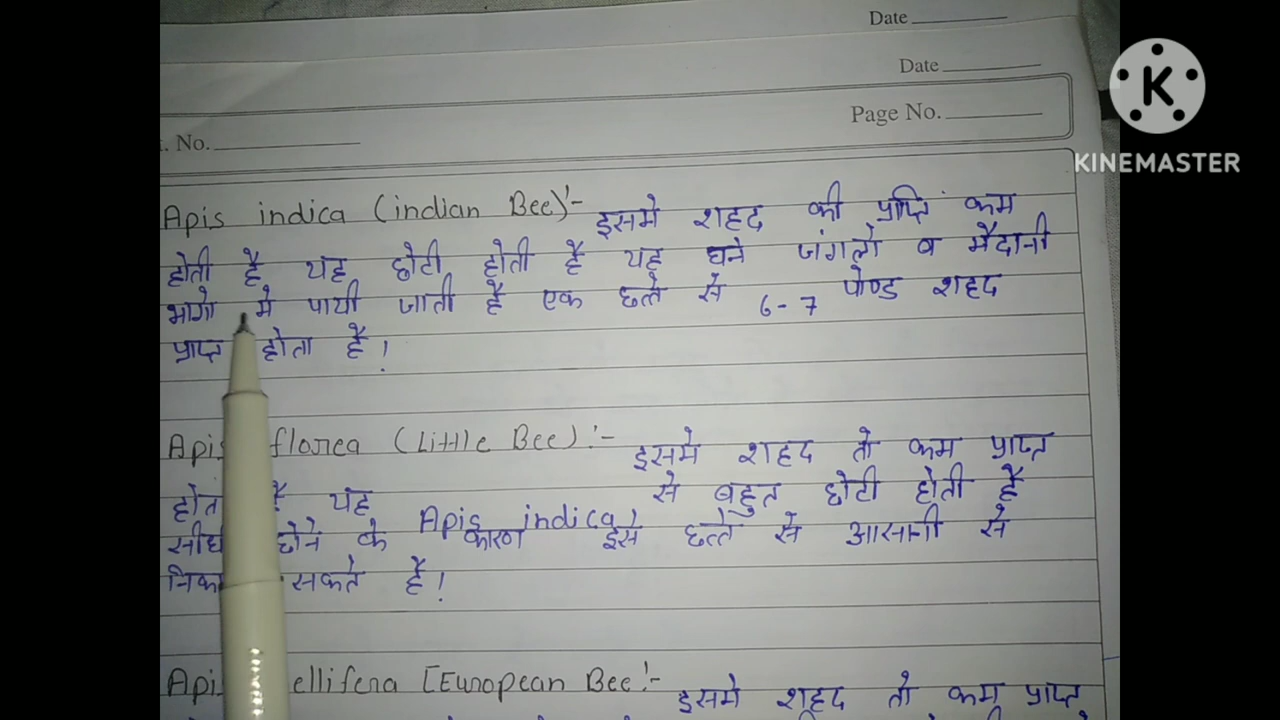 Date
Date
. No.
Page No.
KINEMASTER
Apis indica (indian Bee)'- इसमे शहद की प्राप्ति कम
होती है यह छोटी होती है यह घने जंगलो व मैदानी
भागो मे पायी जाती है एक छत्ते से 6-7 पोण्ड शहद
प्राप्त होता है!
Apis florea (Little Bee) !- इसमे शहद तो कम प्राप्त
होता है यह Apis indica से बहुत छोटी होती है
होने के कारण इसे छत्ते से आसानी से
सकते है!
ellifera [European Bee !- इसमे शहद तो कम प्राप्त